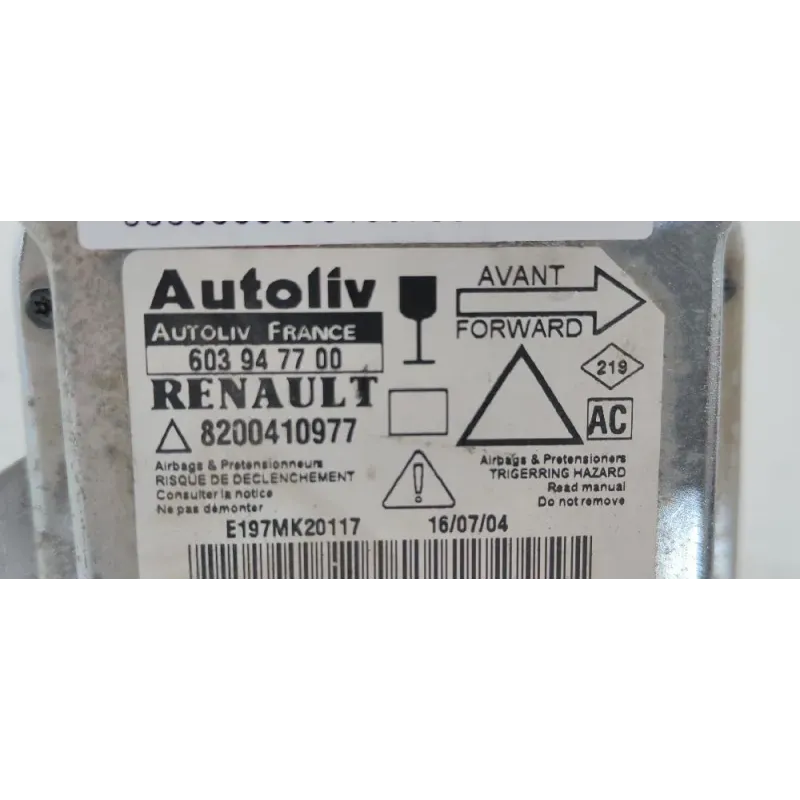 Autoliv
AUTOLIV FRANCE
603 94 77 00
RENAULT
8200410977
Airbags & Pretensionneurs
RISQUE DE DECLENCHEMENT
Consulter la notice
Ne pas démonter
AVANT
FORWARD
219
AC
Airbags & Pretensioners
TRIGERRING HAZARD
Read manual
Do not remove
E197MK20117 16/07/04